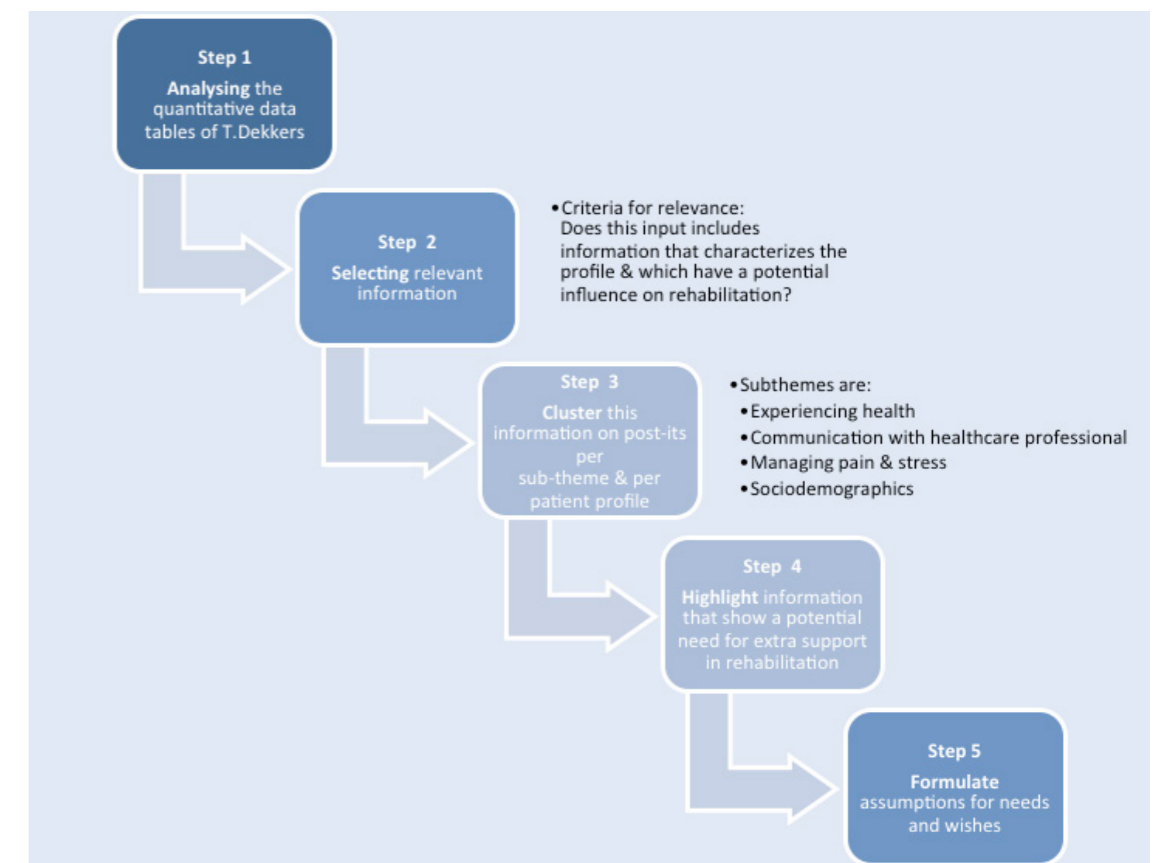 Step 1
Analysing the
quantitative data
tables of T.Dekkers
Step 2
Selecting relevant
information
•Criteria for relevance:
Does this input includes
information that characterizes the
profile & which have a potential
influence on rehabilitation?
Step 3
Cluster this
information on post-its
per
sub-theme & per
patient profile
•Subthemes are:
•Experiencing health
•Communication with healthcare professional
•Managing pain & stress
•Sociodemographics
Step 4
Highlight information
that show a potential
need for extra support
in rehabilitation
Step 5
Formulate
assumptions for needs
and wishes